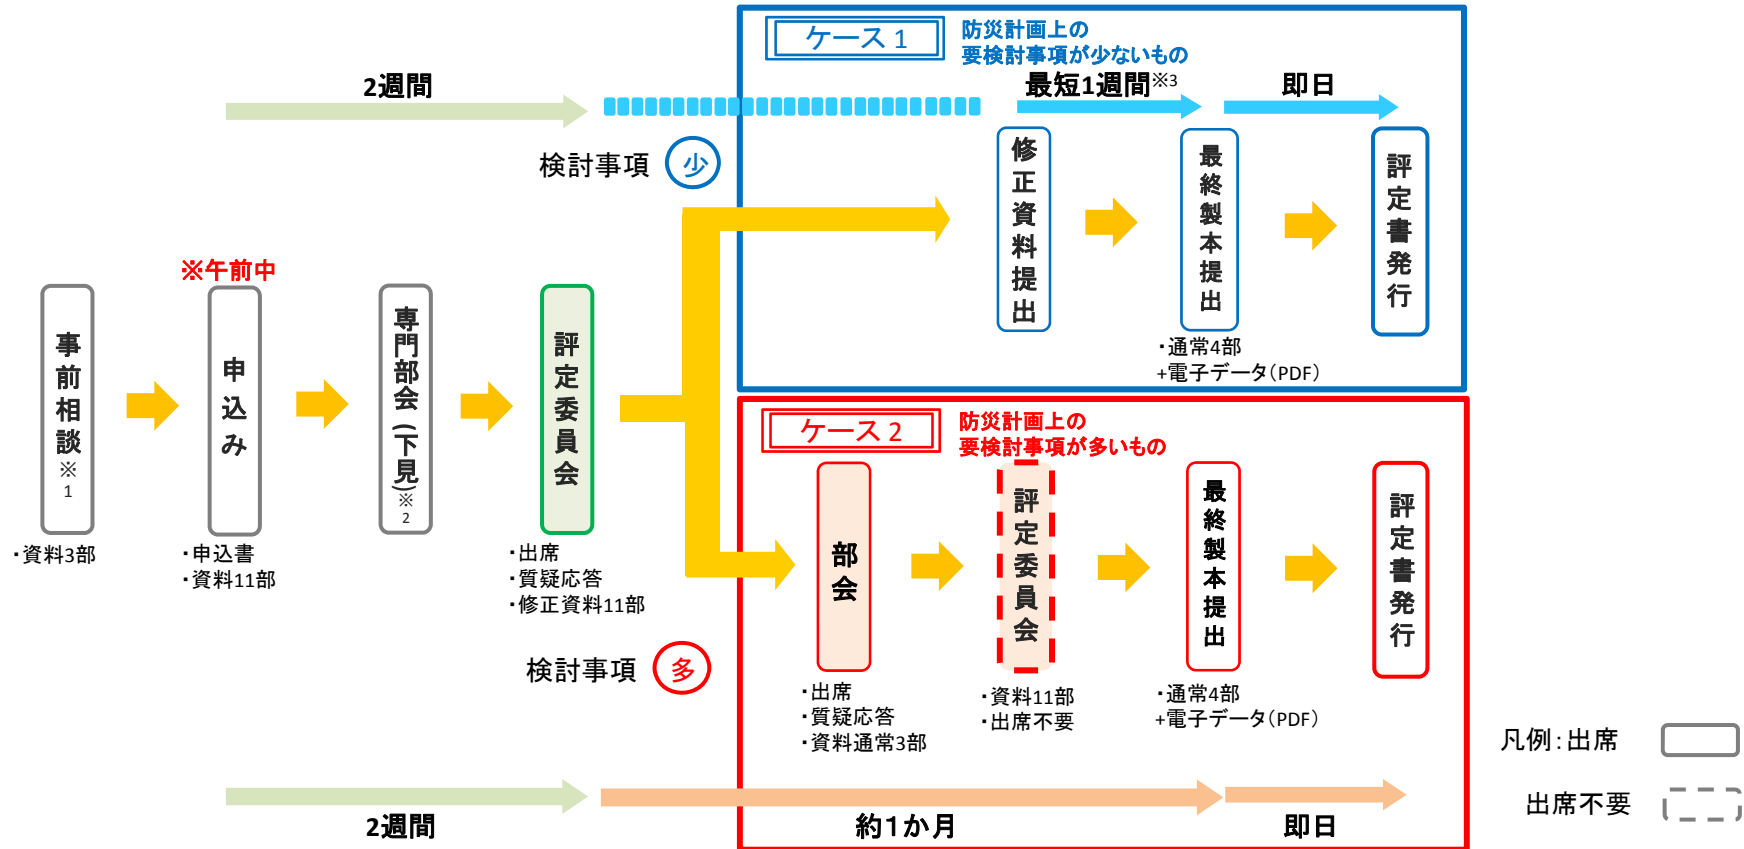 ケース 1
防災計画上の
要検討事項が少ないもの
2週間
最短1週間※3
即日
検討事項
少
修正資料提出
最終製本提出
評定書発行
・通常4部
+電子データ(PDF)
※午前中
事前相談※1
申込み
専門部会(下見)※2
評定委員会
・資料3部
・申込書
・資料11部
・出席
・質疑応答
・修正資料11部
ケース 2
防災計画上の
要検討事項が多いもの
検討事項
多
部会
評定委員会
最終製本提出
評定書発行
・出席
・質疑応答
・資料通常3部
・資料11部
・出席不要
・通常4部
+電子データ(PDF)
2週間
約1か月
即日
凡例:出席
出席不要